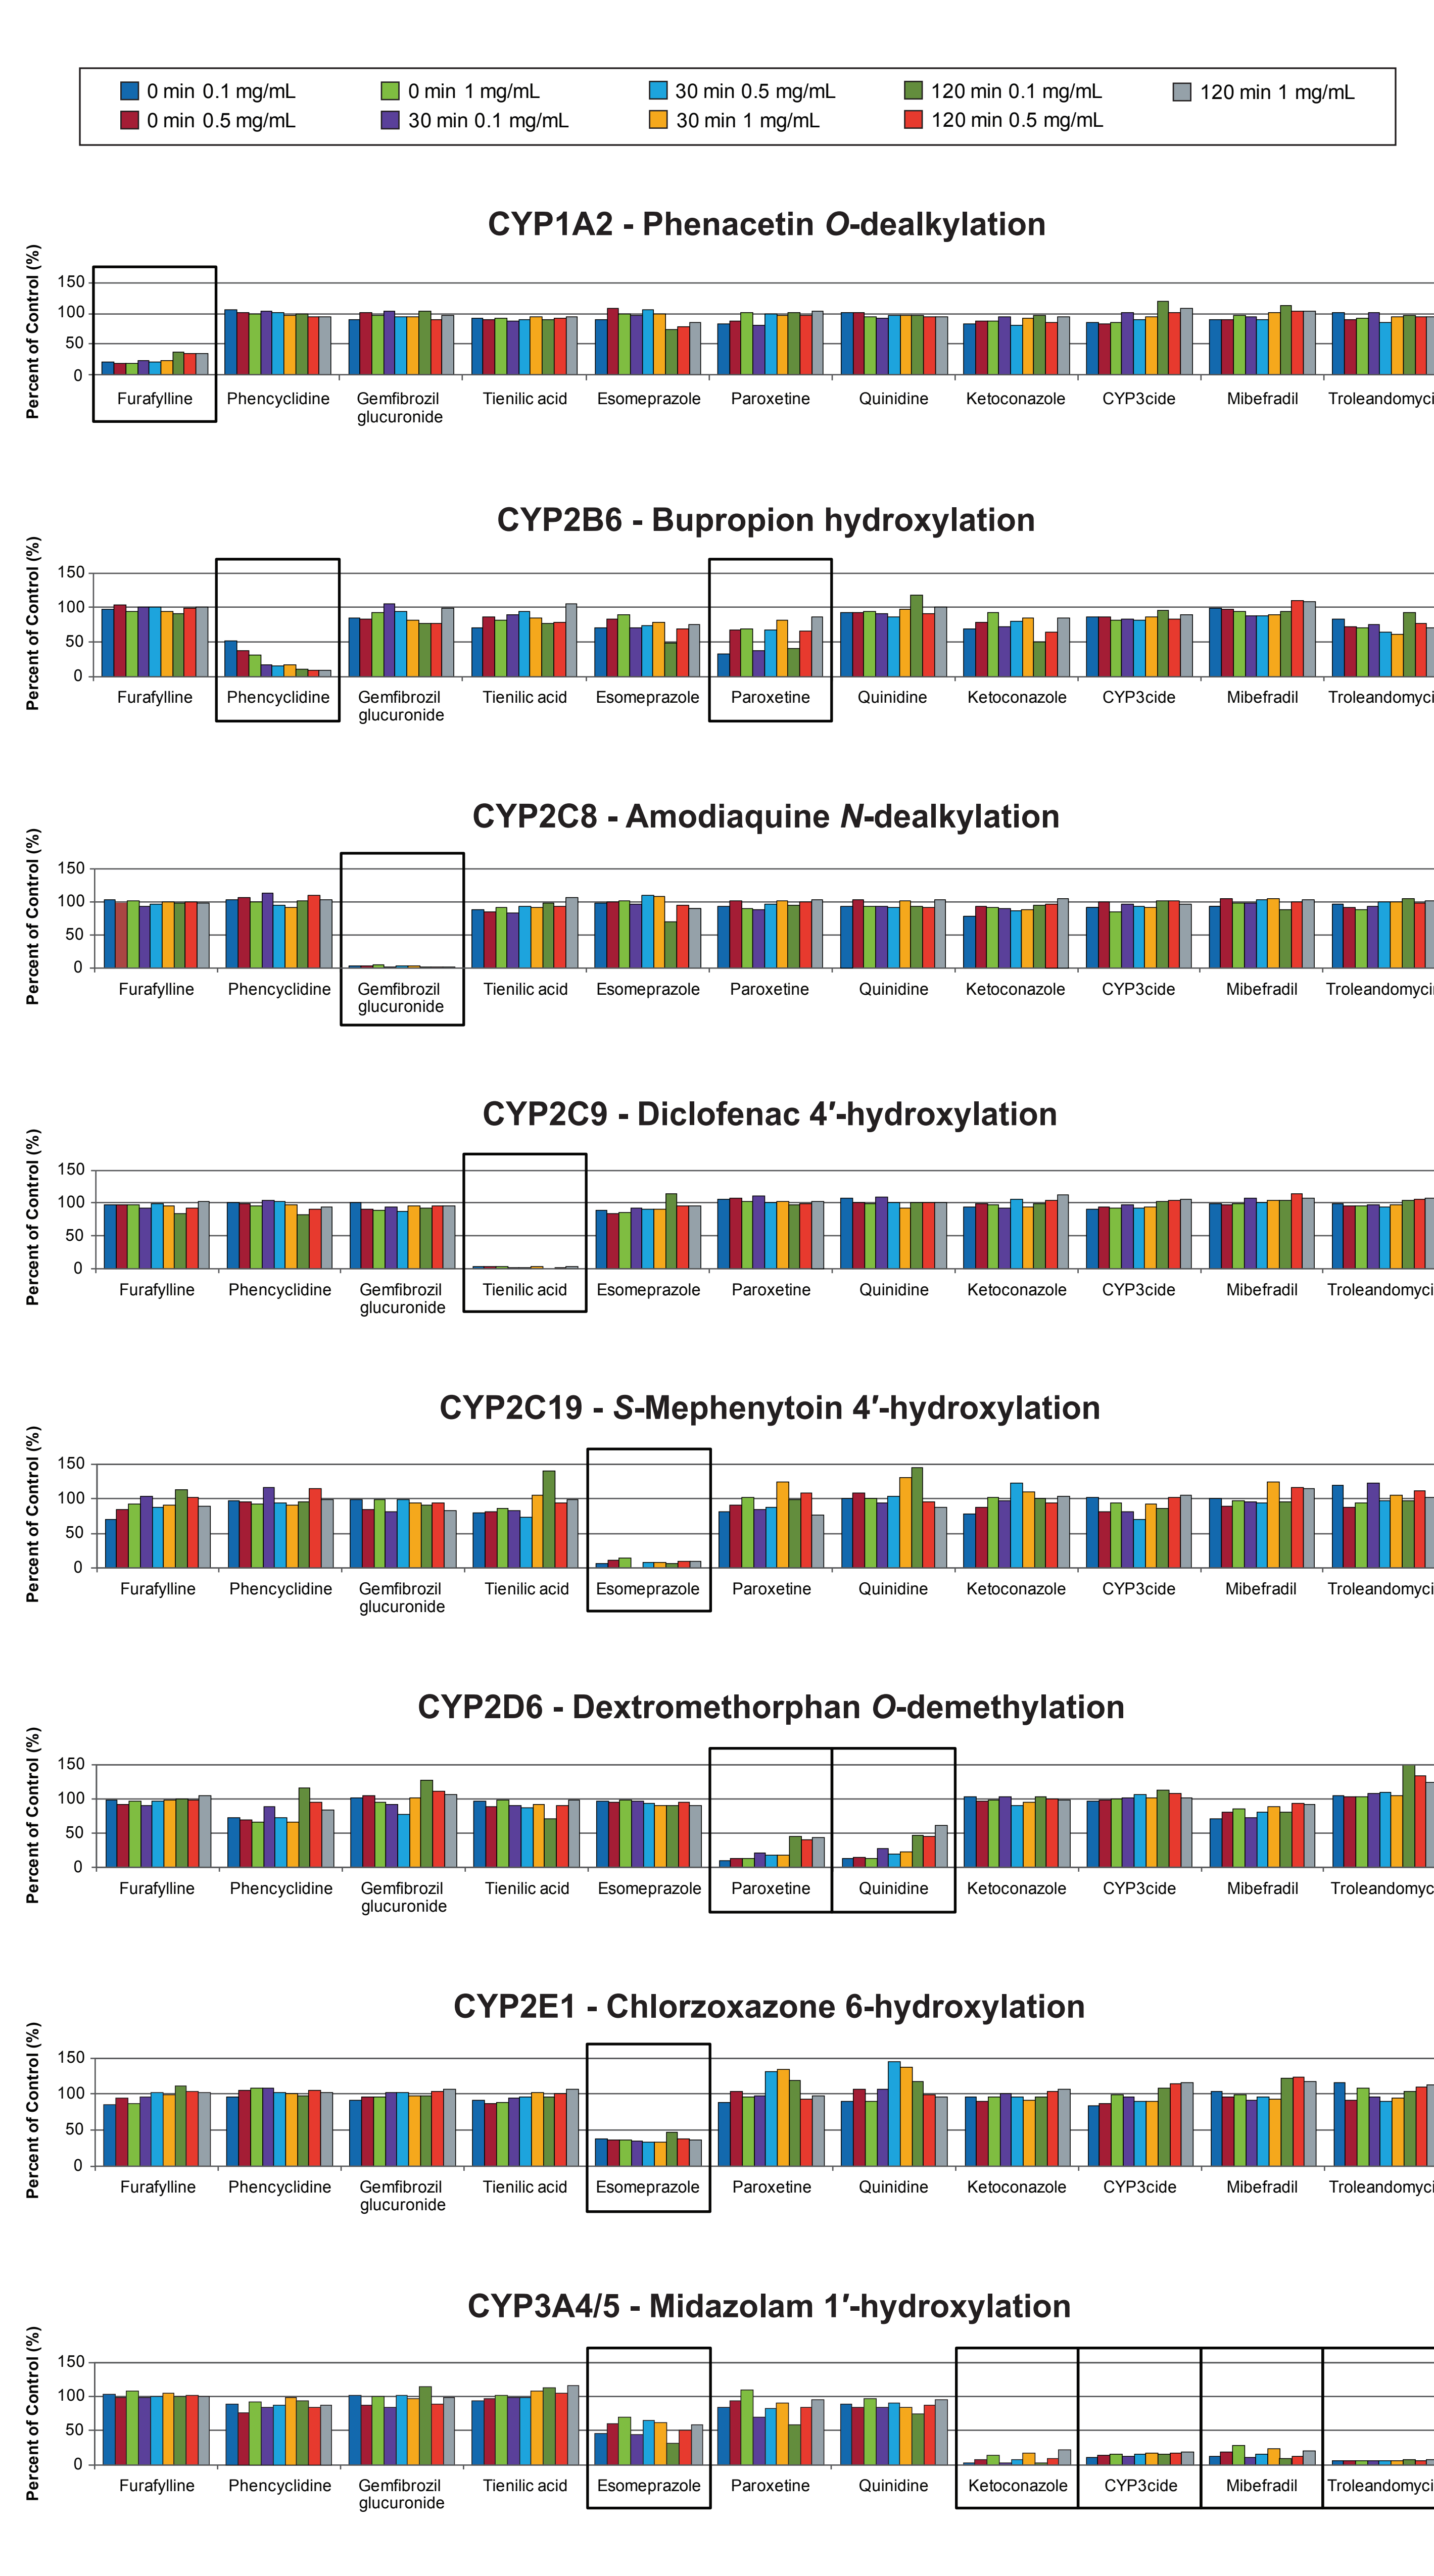 0 min 0.1 mg/mL 0 min 1 mg/mL 30 min 0.5 mg/mL 120 min 0.1 mg/mL 120 min 1 mg/mL
0 min 0.5 mg/mL 30 min 0.1 mg/mL 30 min 1 mg/mL 120 min 0.5 mg/mL
CYP1A2 - Phenacetin O-dealkylation
Percent of Control (%)
150
100
50
0
Furafylline Phencyclidine Gemfibrozil Tienilic acid Esomeprazole Paroxetine Quinidine Ketoconazole CYP3cide Mibefradil Troleandomyci
glucuronide
CYP2B6 - Bupropion hydroxylation
Percent of Control (%)
150
100
50
0
Furafylline Phencyclidine Gemfibrozil Tienilic acid Esomeprazole Paroxetine Quinidine Ketoconazole CYP3cide Mibefradil Troleandomyci
glucuronide
CYP2C8 - Amodiaquine N-dealkylation
Percent of Control (%)
150
100
50
0
Furafylline Phencyclidine Gemfibrozil Tienilic acid Esomeprazole Paroxetine Quinidine Ketoconazole CYP3cide Mibefradil Troleandomyci
glucuronide
CYP2C9 - Diclofenac 4′-hydroxylation
Percent of Control (%)
150
100
50
0
Furafylline Phencyclidine Gemfibrozil Tienilic acid Esomeprazole Paroxetine Quinidine Ketoconazole CYP3cide Mibefradil Troleandomyci
glucuronide
CYP2C19 - S-Mephenytoin 4′-hydroxylation
Percent of Control (%)
150
100
50
0
Furafylline Phencyclidine Gemfibrozil Tienilic acid Esomeprazole Paroxetine Quinidine Ketoconazole CYP3cide Mibefradil Troleandomyci
glucuronide
CYP2D6 - Dextromethorphan O-demethylation
Percent of Control (%)
150
100
50
0
Furafylline Phencyclidine Gemfibrozil Tienilic acid Esomeprazole Paroxetine Quinidine Ketoconazole CYP3cide Mibefradil Troleandomyc
glucuronide
CYP2E1 - Chlorzoxazone 6-hydroxylation
Percent of Control (%)
150
100
50
0
Furafylline Phencyclidine Gemfibrozil Tienilic acid Esomeprazole Paroxetine Quinidine Ketoconazole CYP3cide Mibefradil Troleandomyci
glucuronide
CYP3A4/5 - Midazolam 1′-hydroxylation
Percent of Control (%)
150
100
50
0
Furafylline Phencyclidine Gemfibrozil Tienilic acid Esomeprazole Paroxetine Quinidine Ketoconazole CYP3cide Mibefradil Troleandomyci
glucuronide